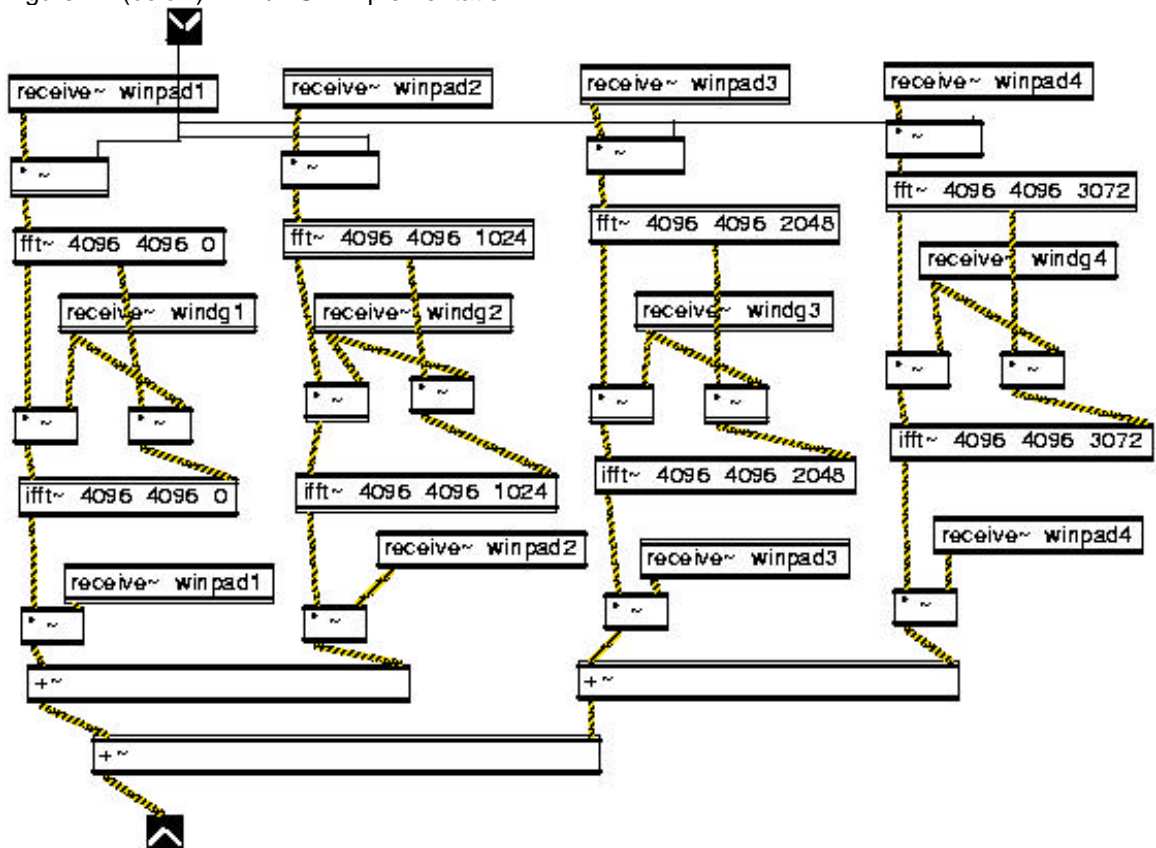 receive~ winpad1
receive~ winpad2
receive~ winpad3
receive~ winpad4
* ~
* ~
* ~
* ~
fft~ 4096 4096 0
fft~ 4096 4096 1024
fft~ 4096 4096 2048
fft~ 4096 4096 3072
receive~ windg1
receive~ windg2
receive~ windg3
receive~ windg4
* ~
* ~
* ~
* ~
* ~
* ~
* ~
* ~
ifft~ 4096 4096 0
ifft~ 4096 4096 1024
ifft~ 4096 4096 2048
ifft~ 4096 4096 3072
receive~ winpad1
receive~ winpad2
receive~ winpad3
receive~ winpad4
* ~
* ~
* ~
* ~
+~
+~
+~